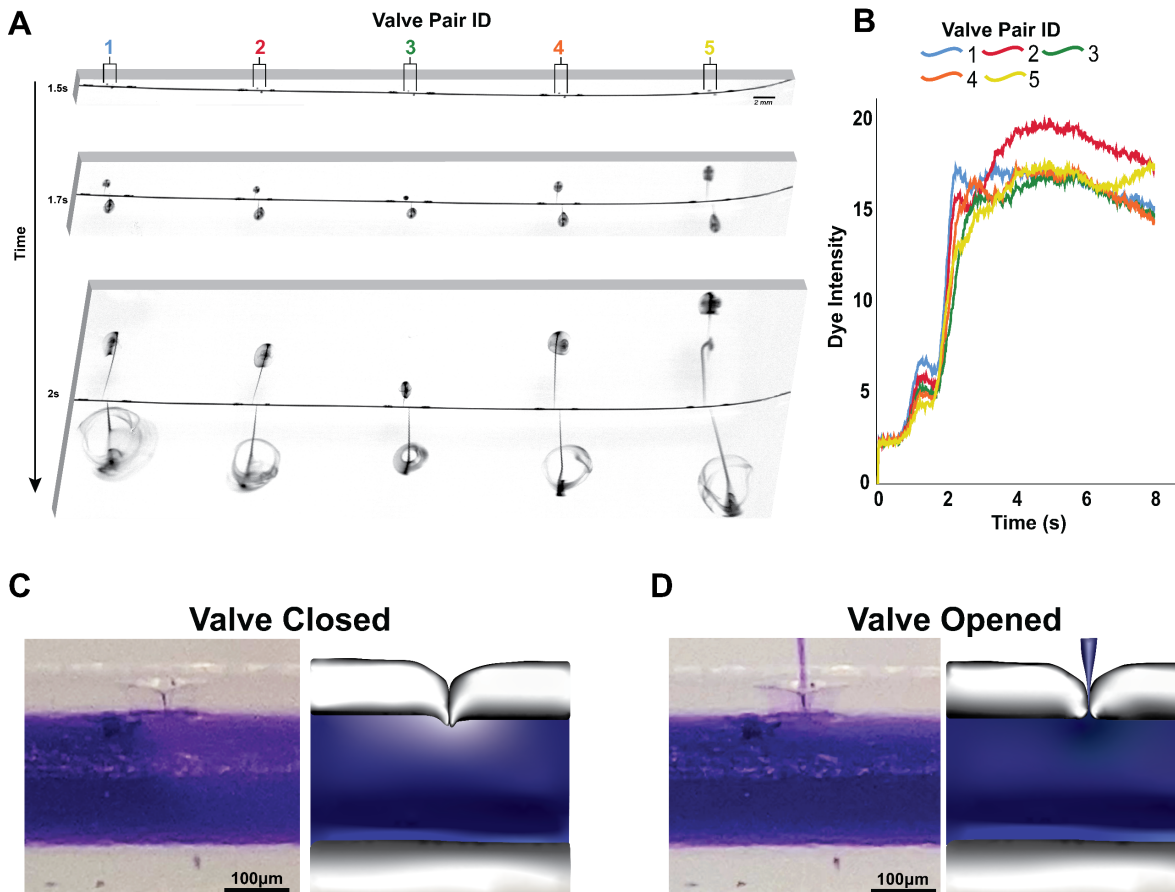 A
Valve Pair ID
1 2 3 4 5
1.5s
2 mm
1.7s
2s
Time
B
Valve Pair ID
1 2 3
4 5
20
15
10
5
0
Dye Intensity
0 2 4 6 8
Time (s)
C
Valve Closed
100µm
D
Valve Opened
100µm